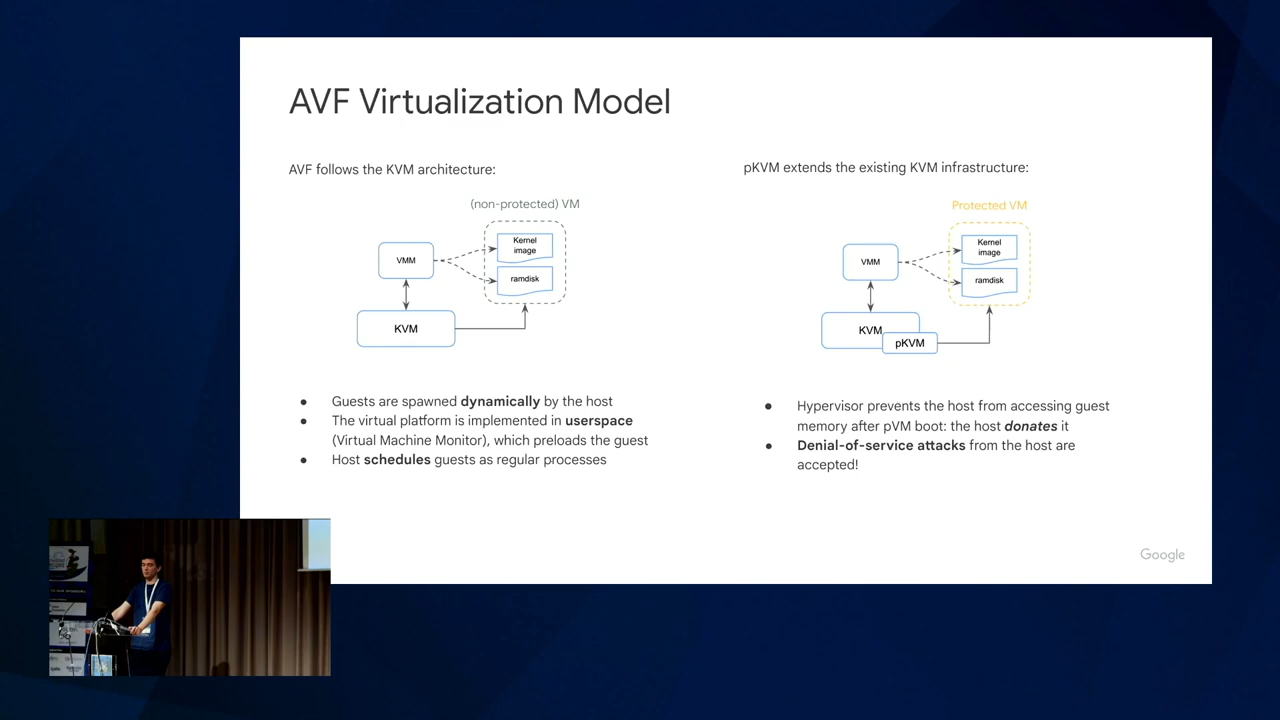 AVF Virtualization Model
AVF follows the KVM architecture:
(non-protected) VM
VMM
Kernel
image
ramdisk
KVM
● Guests are spawned dynamically by the host
● The virtual platform is implemented in userspace
(Virtual Machine Monitor), which preloads the guest
● Host schedules guests as regular processes
pKVM extends the existing KVM infrastructure:
Protected VM
VMM
Kernel
image
ramdisk
KVM
pKVM
● Hypervisor prevents the host from accessing guest
memory after pVM boot: the host donates it
● Denial-of-service attacks from the host are
accepted!
Google